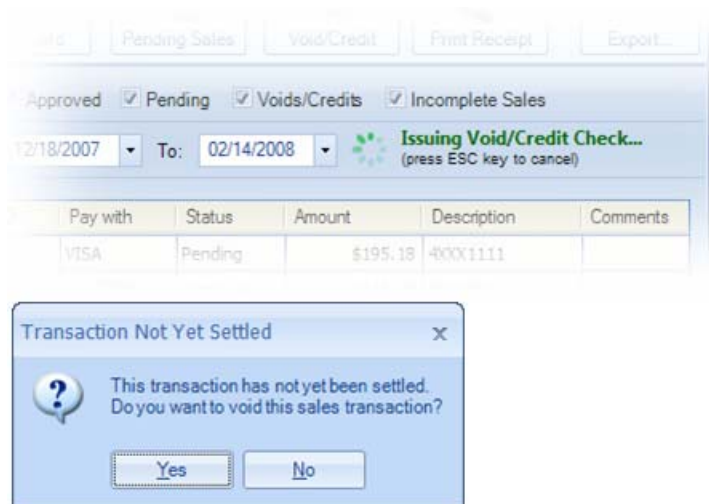 Pending Sales Void/Credit Print Receipt Export...
Approved Pending Voids/Credits Incomplete Sales
12/18/2007 To: 02/14/2008 Issuing Void/Credit Check...
(press ESC key to cancel)
Pay with Status Amount Description Comments
VISA Pending $195.18 4XXX1111
Transaction Not Yet Settled x
This transaction has not yet been settled.
Do you want to void this sales transaction?
Yes No